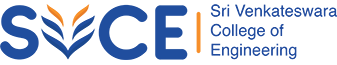 SVCE
Sri Venkateswara
College of
Engineering